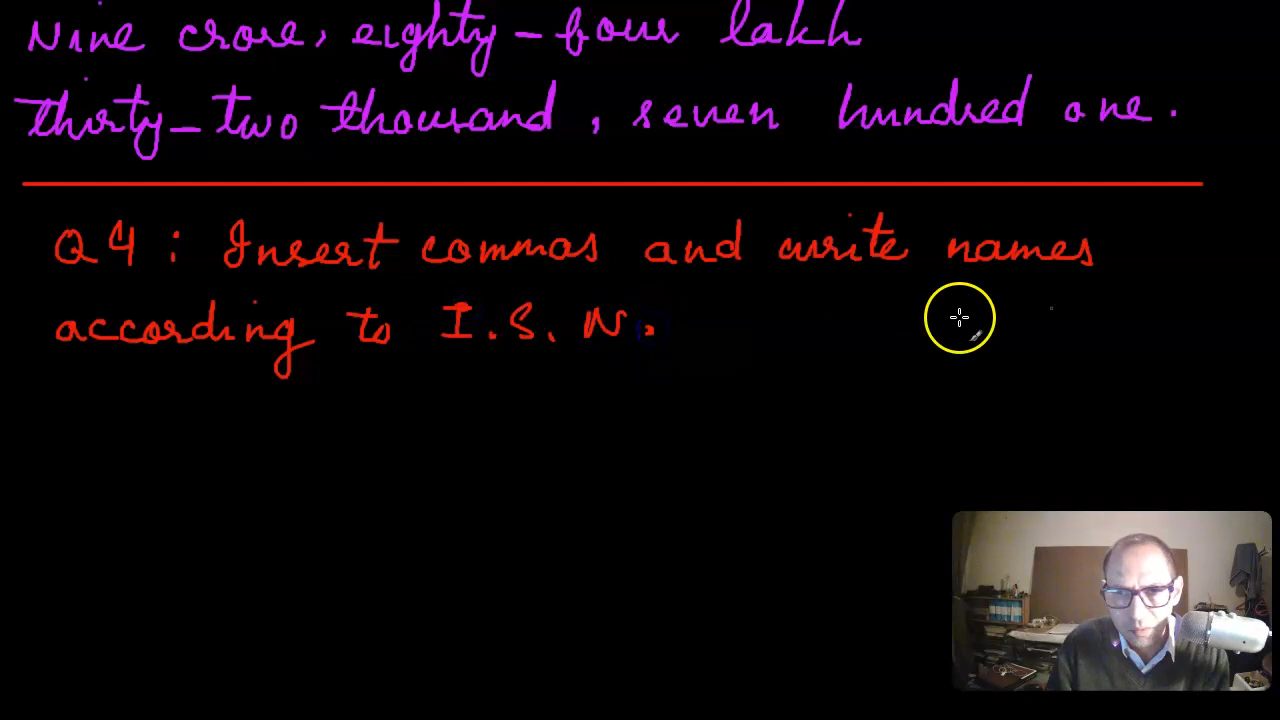 Nine crore, eighty-four lakh
thirty-two thousand, seven hundred one.
Q4: Insert commas and write names
according to I.S.N.